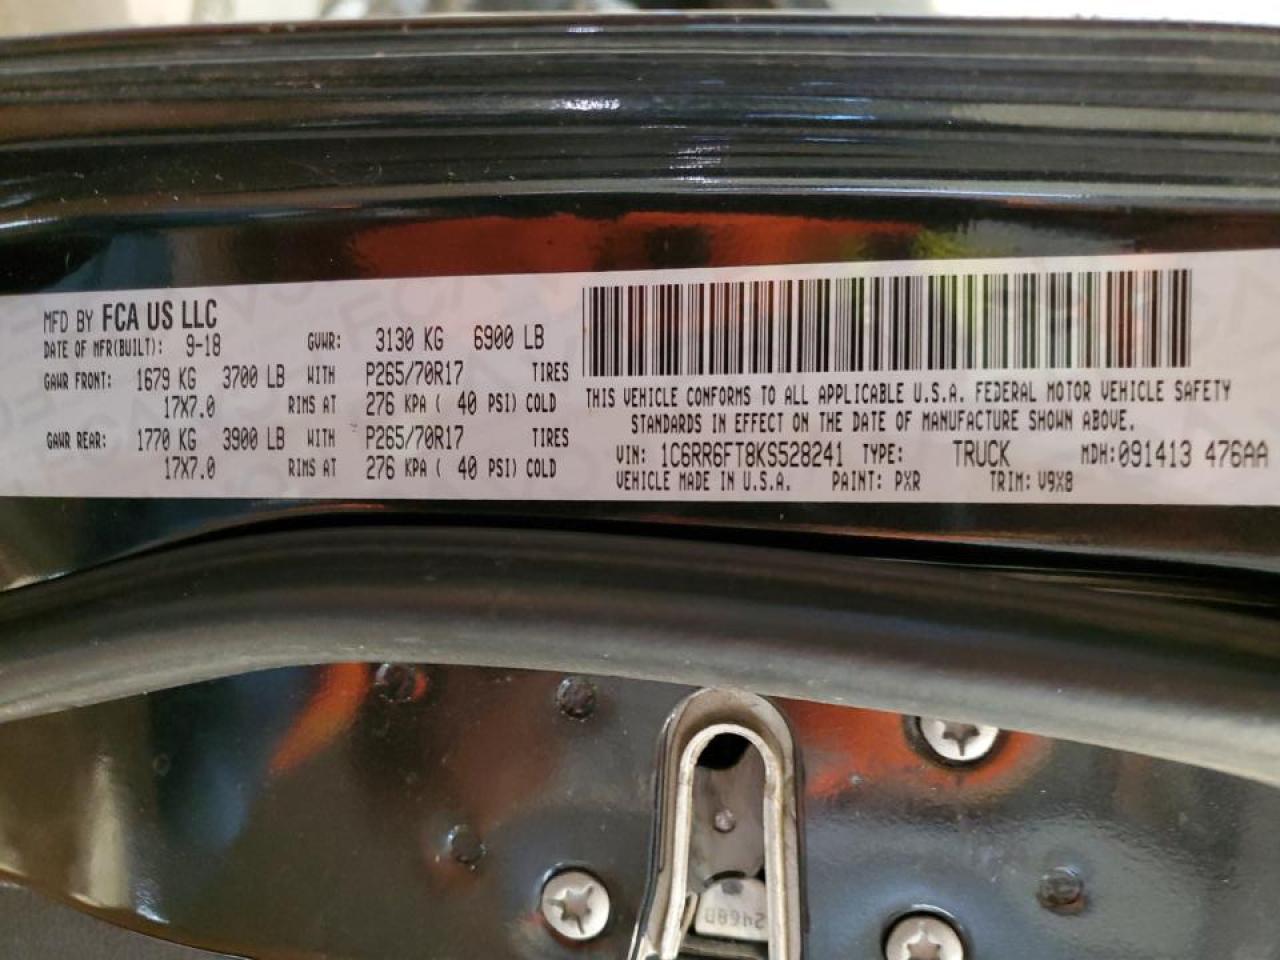 MFD BY FCA US LLC
DATE OF MFR(BUILT): 9-18 GVWR: 3130 KG 6900 LB
GAWR FRONT: 1679 KG 3700 LB WITH P265/70R17 TIRES
17X7.0 RIMS AT 276 KPA ( 40 PSI) COLD
GAWR REAR: 1770 KG 3900 LB WITH P265/70R17 TIRES
17X7.0 RIMS AT 276 KPA ( 40 PSI) COLD
THIS VEHICLE CONFORMS TO ALL APPLICABLE U.S.A. FEDERAL MOTOR VEHICLE SAFETY
STANDARDS IN EFFECT ON THE DATE OF MANUFACTURE SHOWN ABOVE.
VIN: 1C6RR6FT8KS528241 TYPE: TRUCK MDH:091413 476AA
VEHICLE MADE IN U.S.A. PAINT: PXR TRIM: V9X8